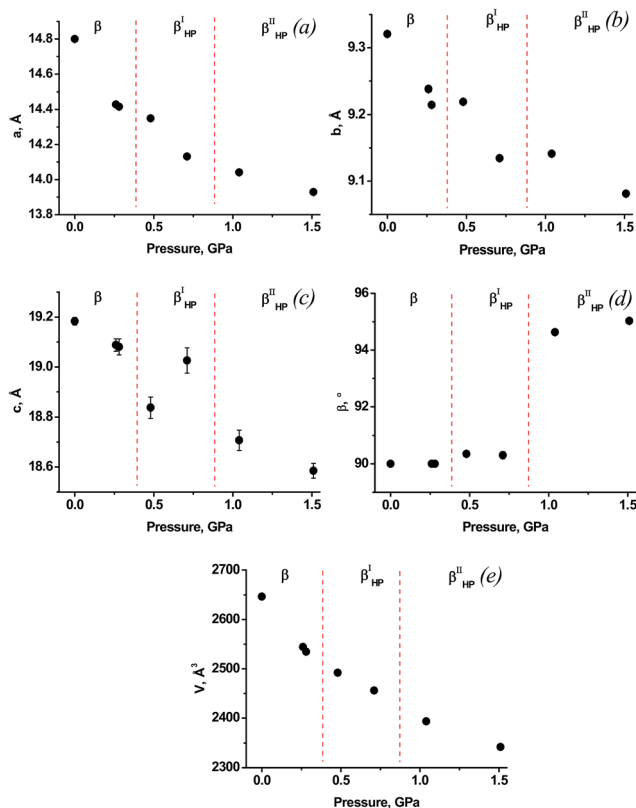 β β^I_HP β^II_HP (a)
14.8
14.6
14.4
14.2
14.0
13.8
a, Å
0.0 0.5 1.0 1.5
Pressure, GPa
β β^I_HP β^II_HP (b)
9.3
9.2
9.1
b, Å
0.0 0.5 1.0 1.5
Pressure, GPa
β β^I_HP β^II_HP (c)
19.2
19.0
18.8
18.6
c, Å
0.0 0.5 1.0 1.5
Pressure, GPa
β β^I_HP β^II_HP (d)
96
94
92
90
β, °
0.0 0.5 1.0 1.5
Pressure, GPa
β β^I_HP β^II_HP (e)
2700
2600
2500
2400
2300
V, Å³
0.0 0.5 1.0 1.5
Pressure, GPa